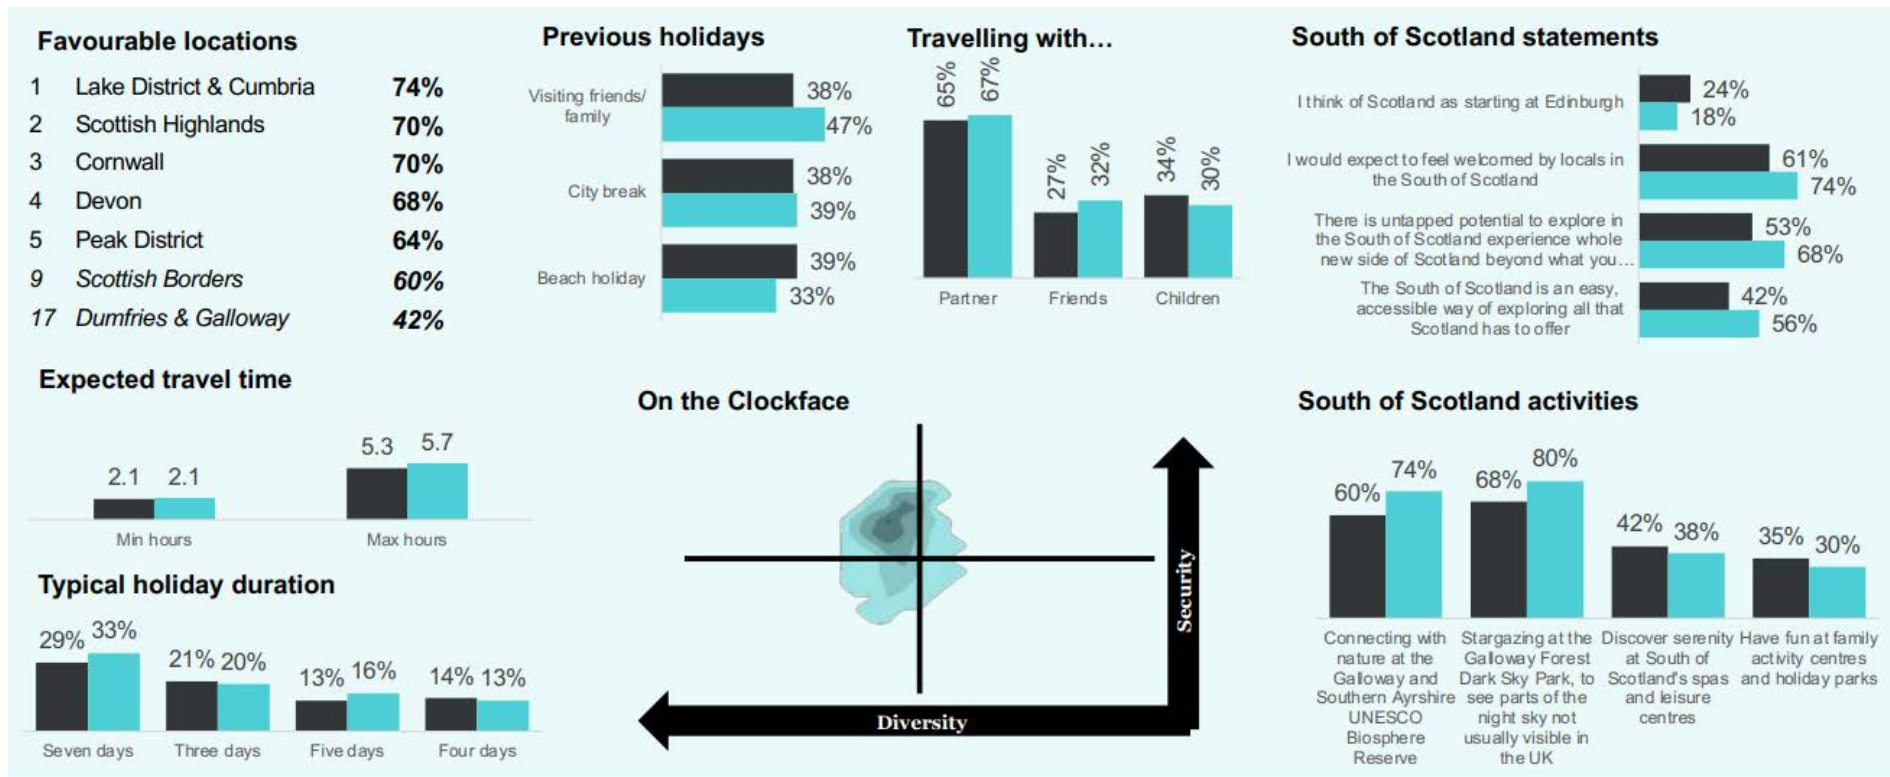 Favourable locations
1 Lake District & Cumbria 74%
2 Scottish Highlands 70%
3 Cornwall 70%
4 Devon 68%
5 Peak District 64%
9 Scottish Borders 60%
17 Dumfries & Galloway 42%
Previous holidays
Visiting friends/
family
38%
47%
City break
38%
39%
Beach holiday
39%
33%
Travelling with…
65% 67%
27% 32%
34% 30%
Partner Friends Children
South of Scotland statements
I think of Scotland as starting at Edinburgh
24%
18%
I would expect to feel welcomed by locals in
the South of Scotland
61%
74%
There is untapped potential to explore in
the South of Scotland experience whole
new side of Scotland beyond what you…
53%
68%
The South of Scotland is an easy,
accessible way of exploring all that
Scotland has to offer
42%
56%
Expected travel time
2.1 2.1
5.3 5.7
Min hours Max hours
Typical holiday duration
29% 33%
21% 20%
13% 16%
14% 13%
Seven days Three days Five days Four days
On the Clockface
Security
Diversity
South of Scotland activities
60% 74%
68% 80%
42% 38%
35% 30%
Connecting with
nature at the
Galloway and
Southern Ayrshire
UNESCO
Biosphere
Reserve
Stargazing at the
Galloway Forest
Dark Sky Park, to
see parts of the
night sky not
usually visible in
the UK
Discover serenity
at South of
Scotland's spas
and leisure
centres
Have fun at family
activity centres
and holiday parks